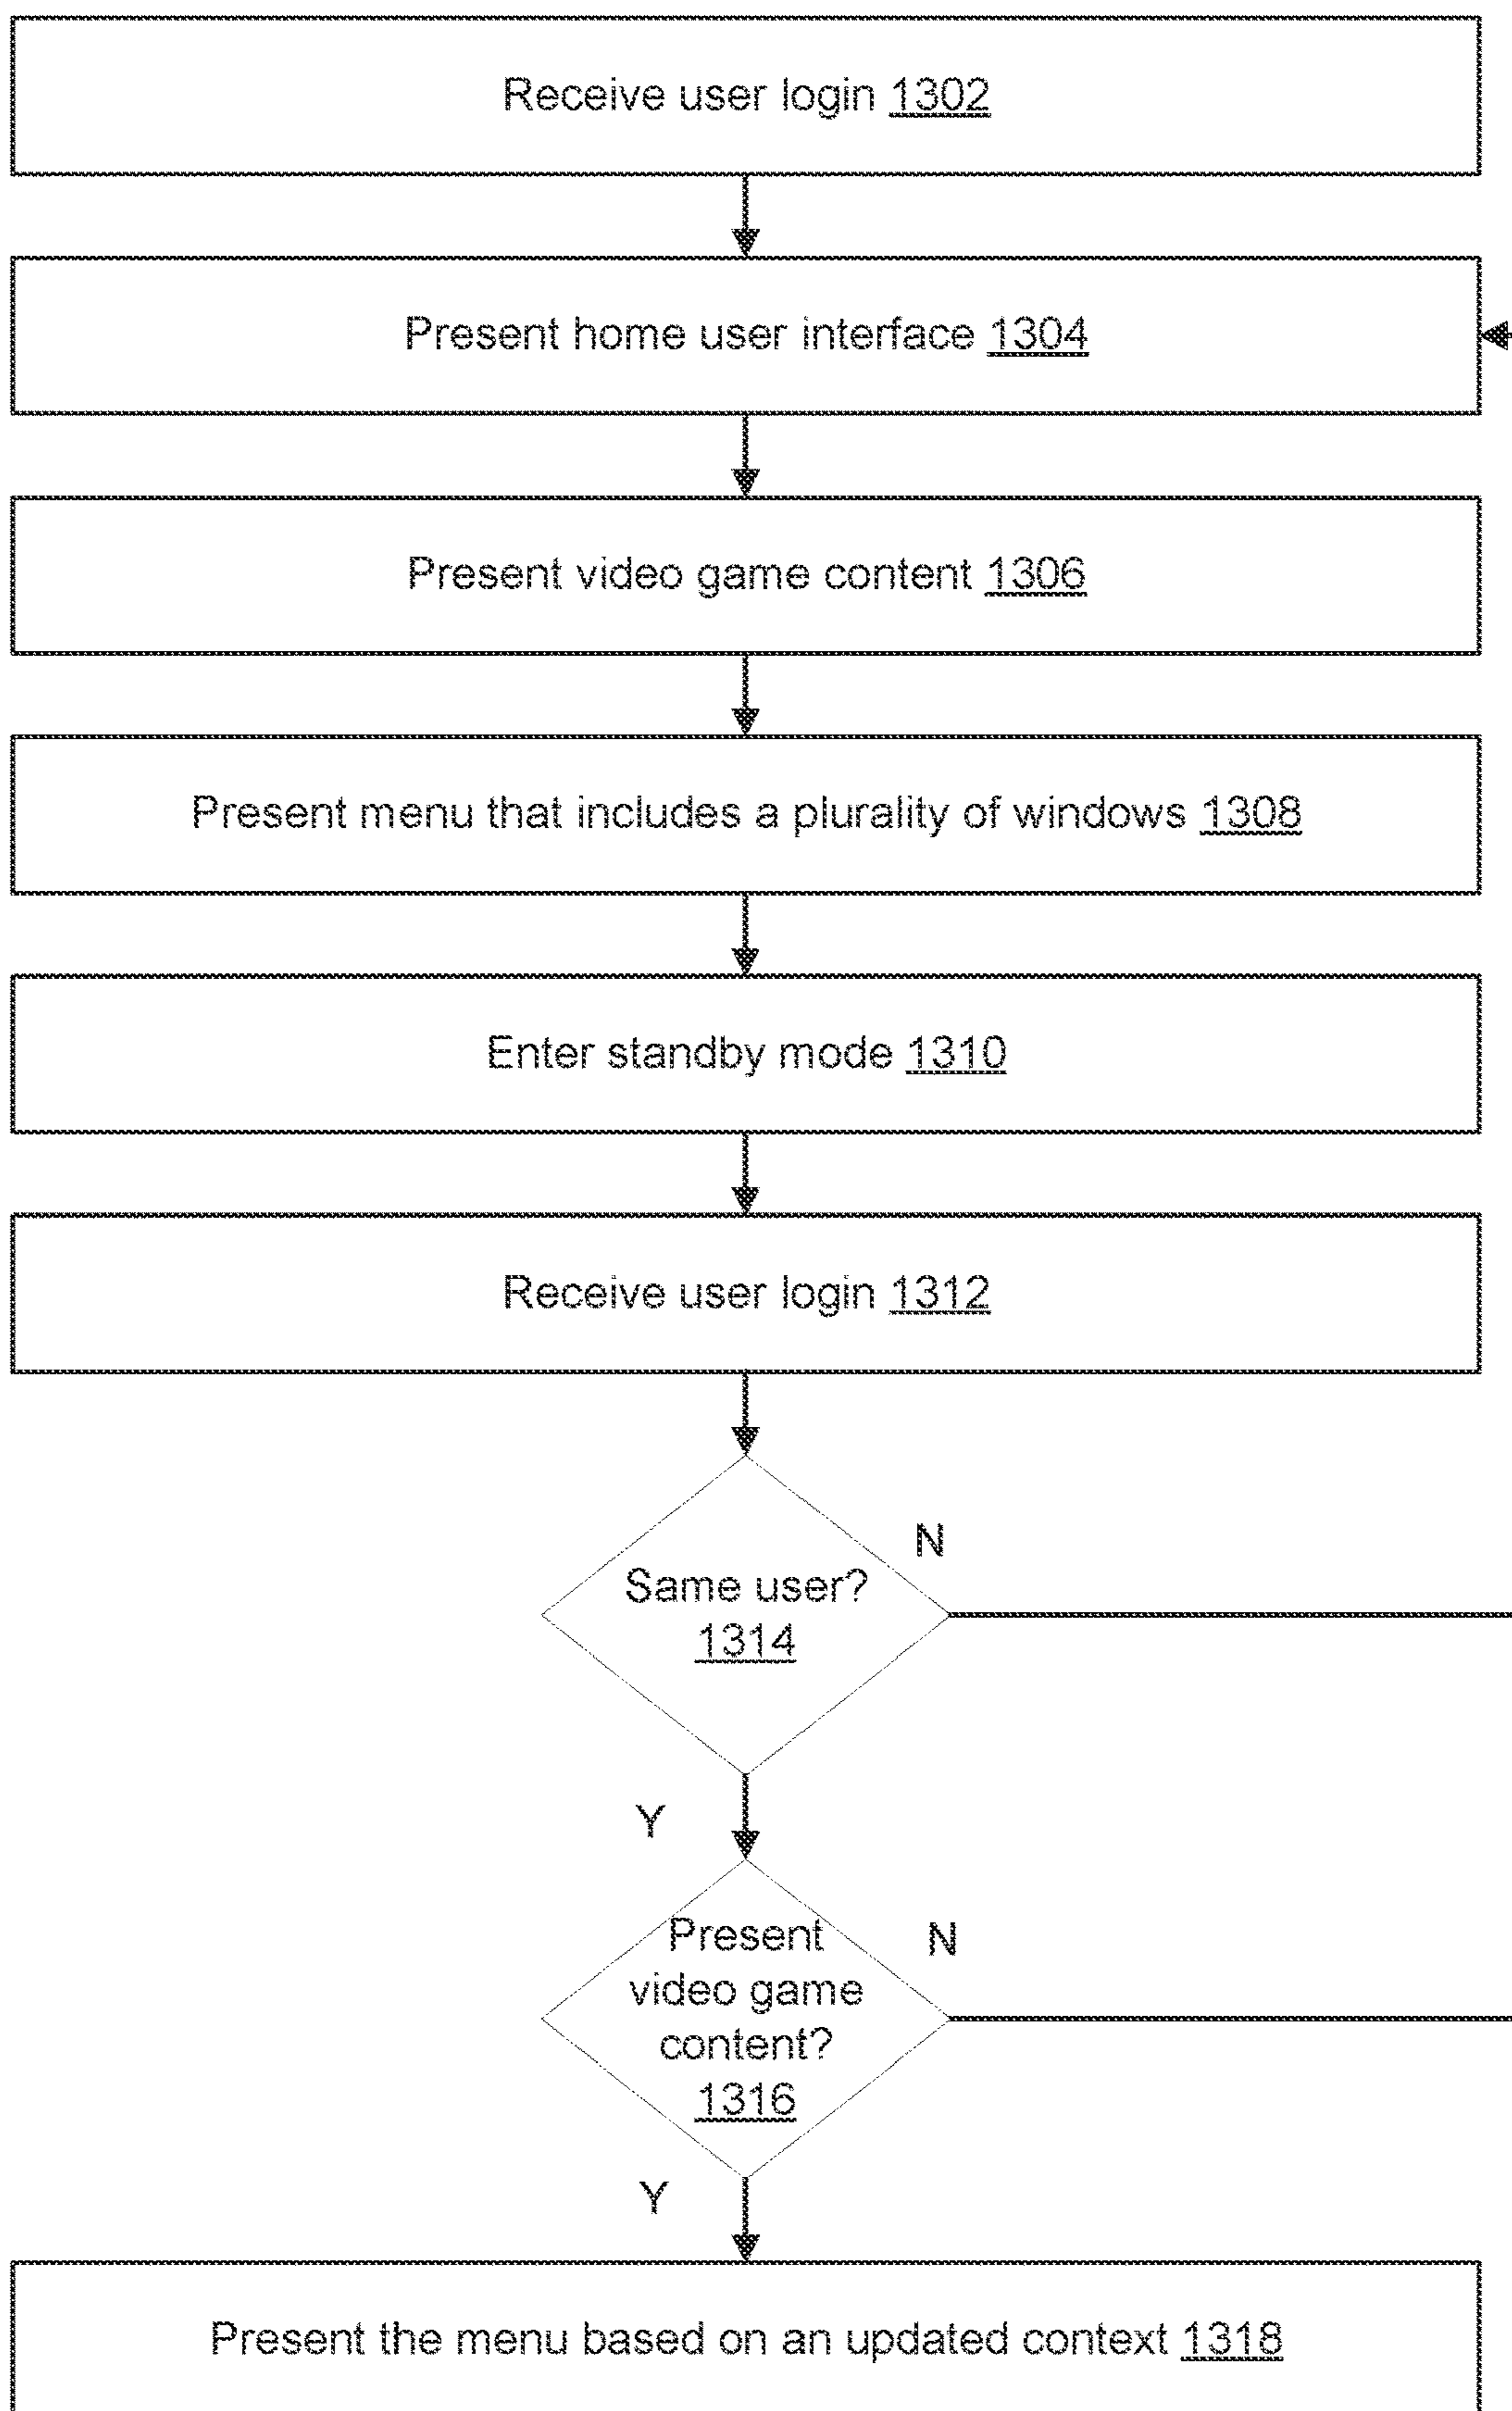 Receive user login 1302
Present home user interface 1304
Present video game content 1306
Present menu that includes a plurality of windows 1308
Enter standby mode 1310
Receive user login 1312
N
Same user?
1314
Y
N
Present
video game
content?
1316
Y
Present the menu based on an updated context 1318